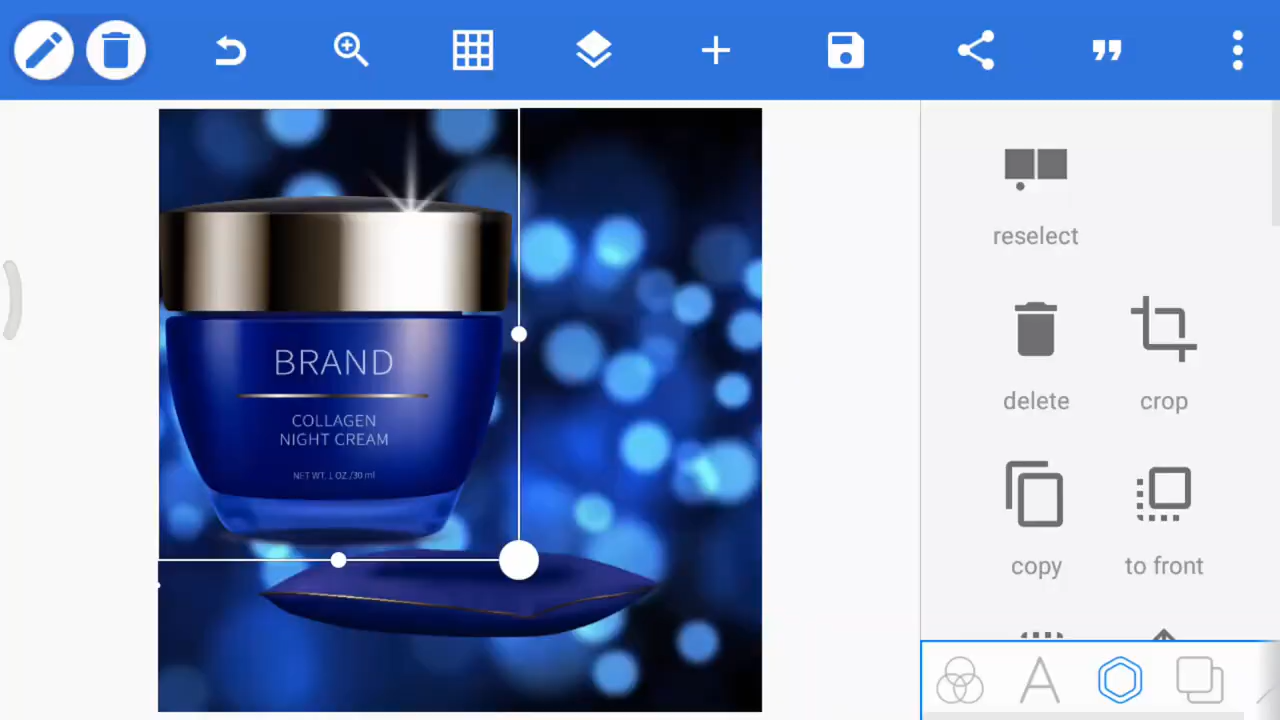 BRAND
COLLAGEN
NIGHT CREAM
NET WT. 1 OZ./30 ml
reselect
delete
crop
copy
to front